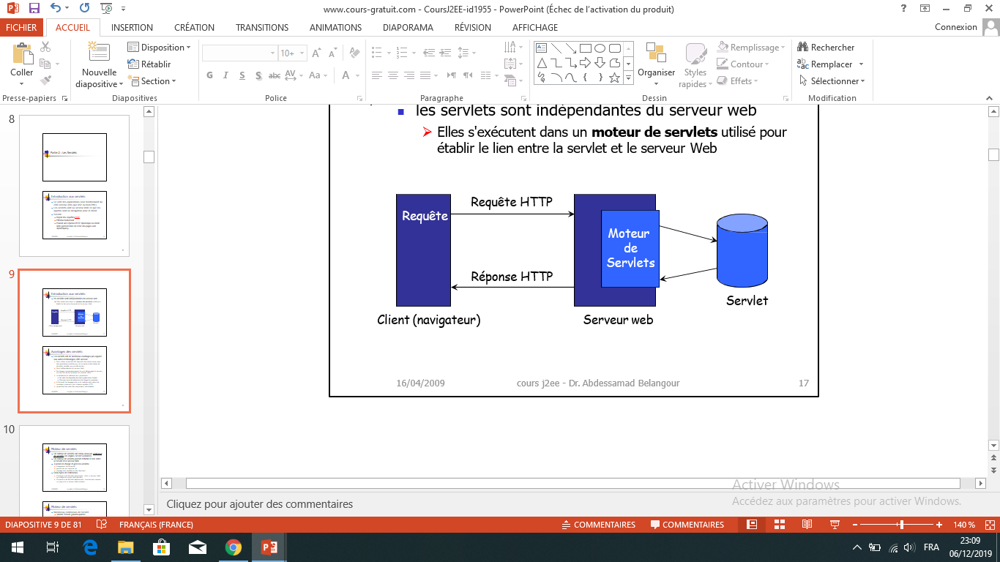 www.cours-gratuit.com - CoursJ2EE-id1955 - PowerPoint (Échec de l'activation du produit)
FICHIER ACCUEIL INSERTION CRÉATION TRANSITIONS ANIMATIONS DIAPORAMA RÉVISION AFFICHAGE Connexion
Coller
Presse-papiers
Nouvelle diapositive
Disposition
Rétablir
Section
Diapositives
10+
G I S S abc AV Aa A
Police
Paragraphe
Organiser
Styles rapides
Remplissage
Contour
Effets
Dessin
Rechercher
Remplacer
Sélectionner
Modification
8
Partie 2 : Les Servlets
Introduction aux servlets
9
Introduction aux servlets
Avantages des servlets
10
Moteur de servlets
Moteur de servlets
les servlets sont indépendantes du serveur web
Elles s'exécutent dans un moteur de servlets utilisé pour
établir le lien entre la servlet et le serveur Web
Requête HTTP
Requête
Moteur
de
Servlets
Réponse HTTP
Servlet
Client (navigateur)
Serveur web
16/04/2009 cours j2ee - Dr. Abdessamad Belangour 17
Activer Windows
Accédez aux paramètres pour activer Windows.
Cliquez pour ajouter des commentaires
DIAPOSITIVE 9 DE 81 FRANÇAIS (FRANCE) COMMENTAIRES COMMENTAIRES 140 %
FRA
23:09
06/12/2019